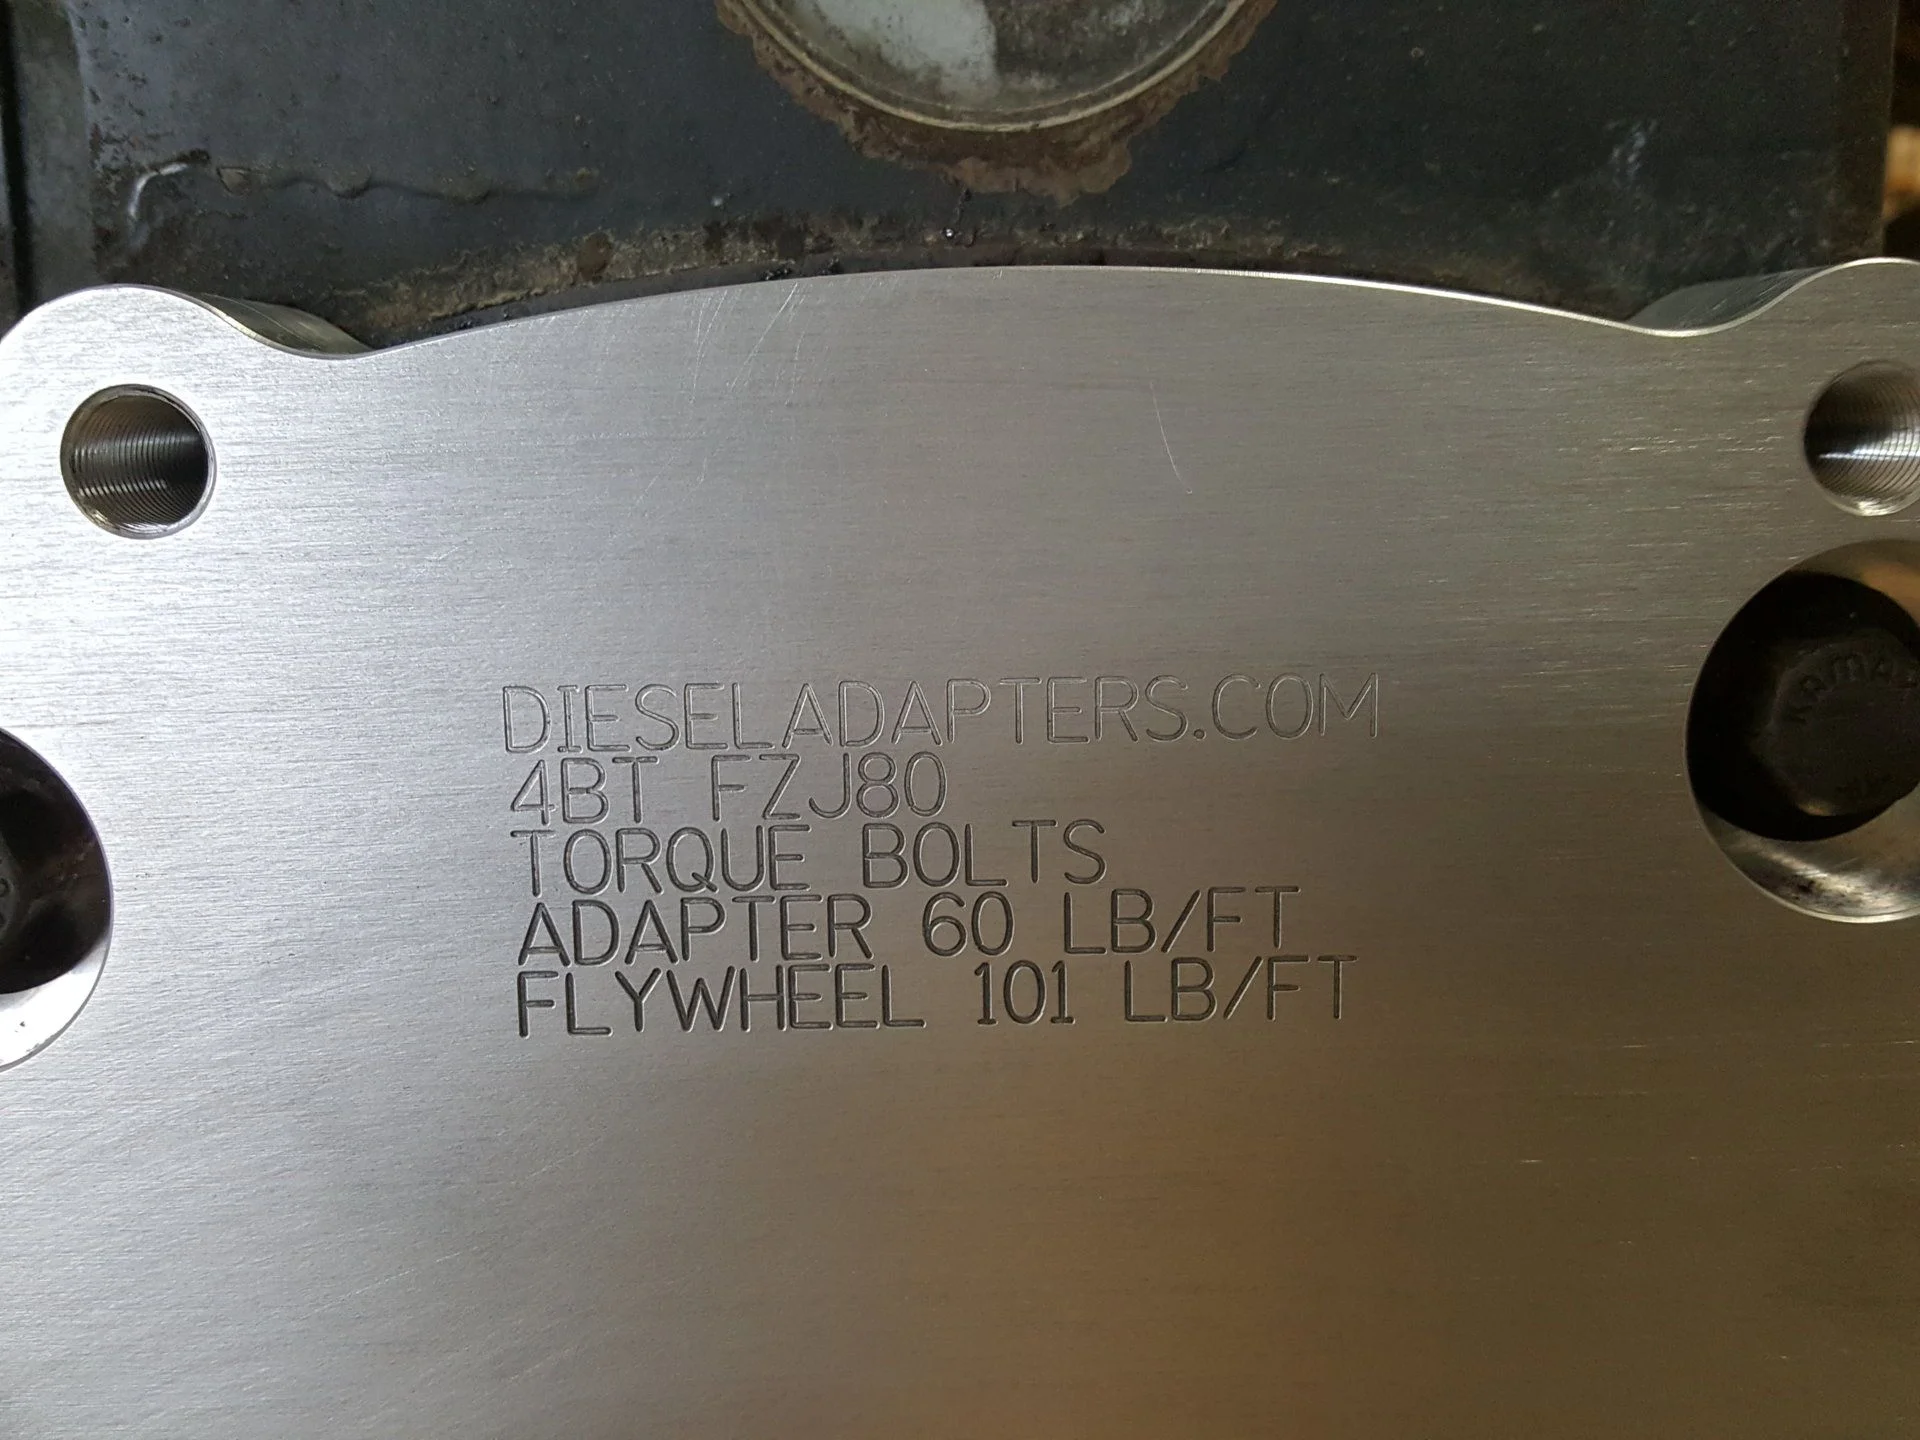 DIESELADAPTERS.COM
4BT FZJ80
TORQUE BOLTS
ADAPTER 60 LB/FT
FLYWHEEL 101 LB/FT